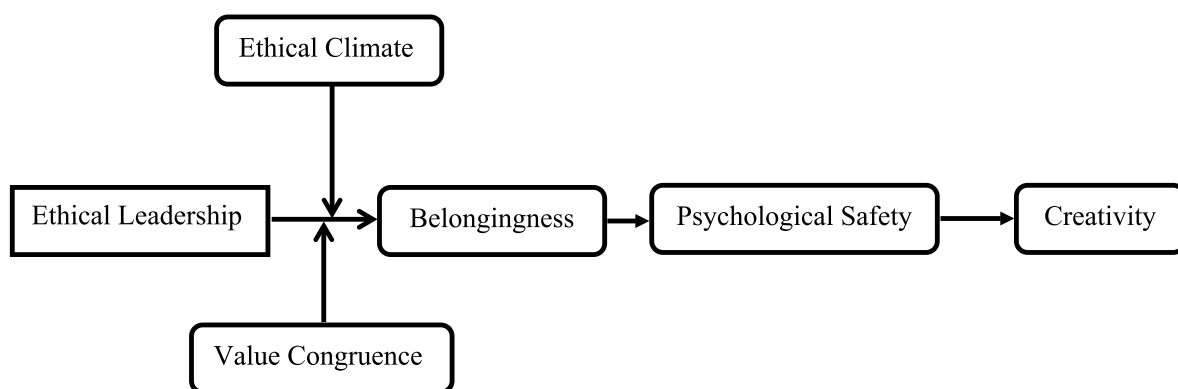 Ethical Climate
Ethical Leadership
Belongingness
Psychological Safety
Creativity
Value Congruence